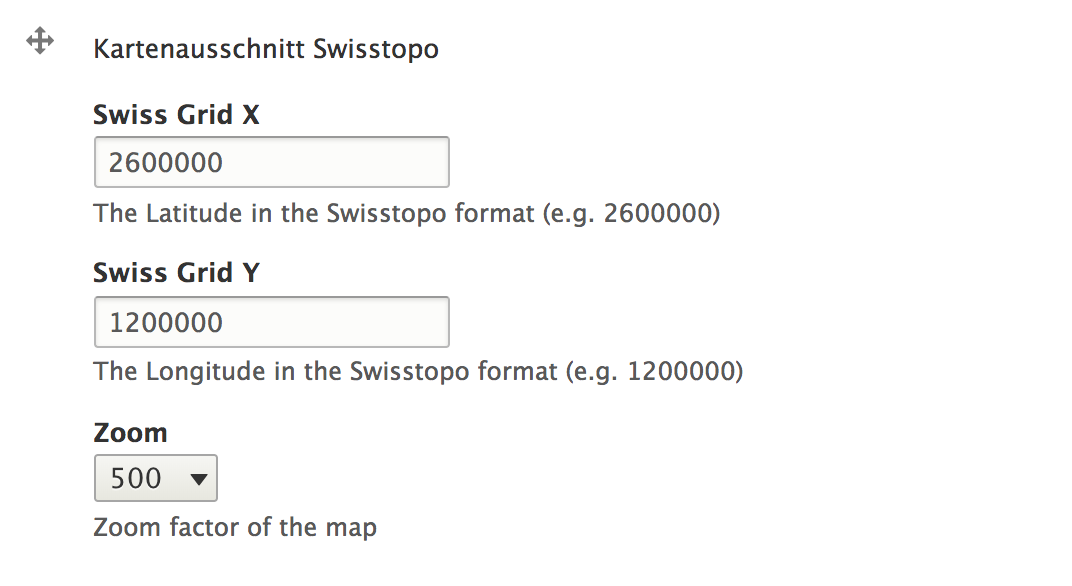 Kartenausschnitt Swisstopo
Swiss Grid X
2600000
The Latitude in the Swisstopo format (e.g. 2600000)
Swiss Grid Y
1200000
The Longitude in the Swisstopo format (e.g. 1200000)
Zoom
500
Zoom factor of the map